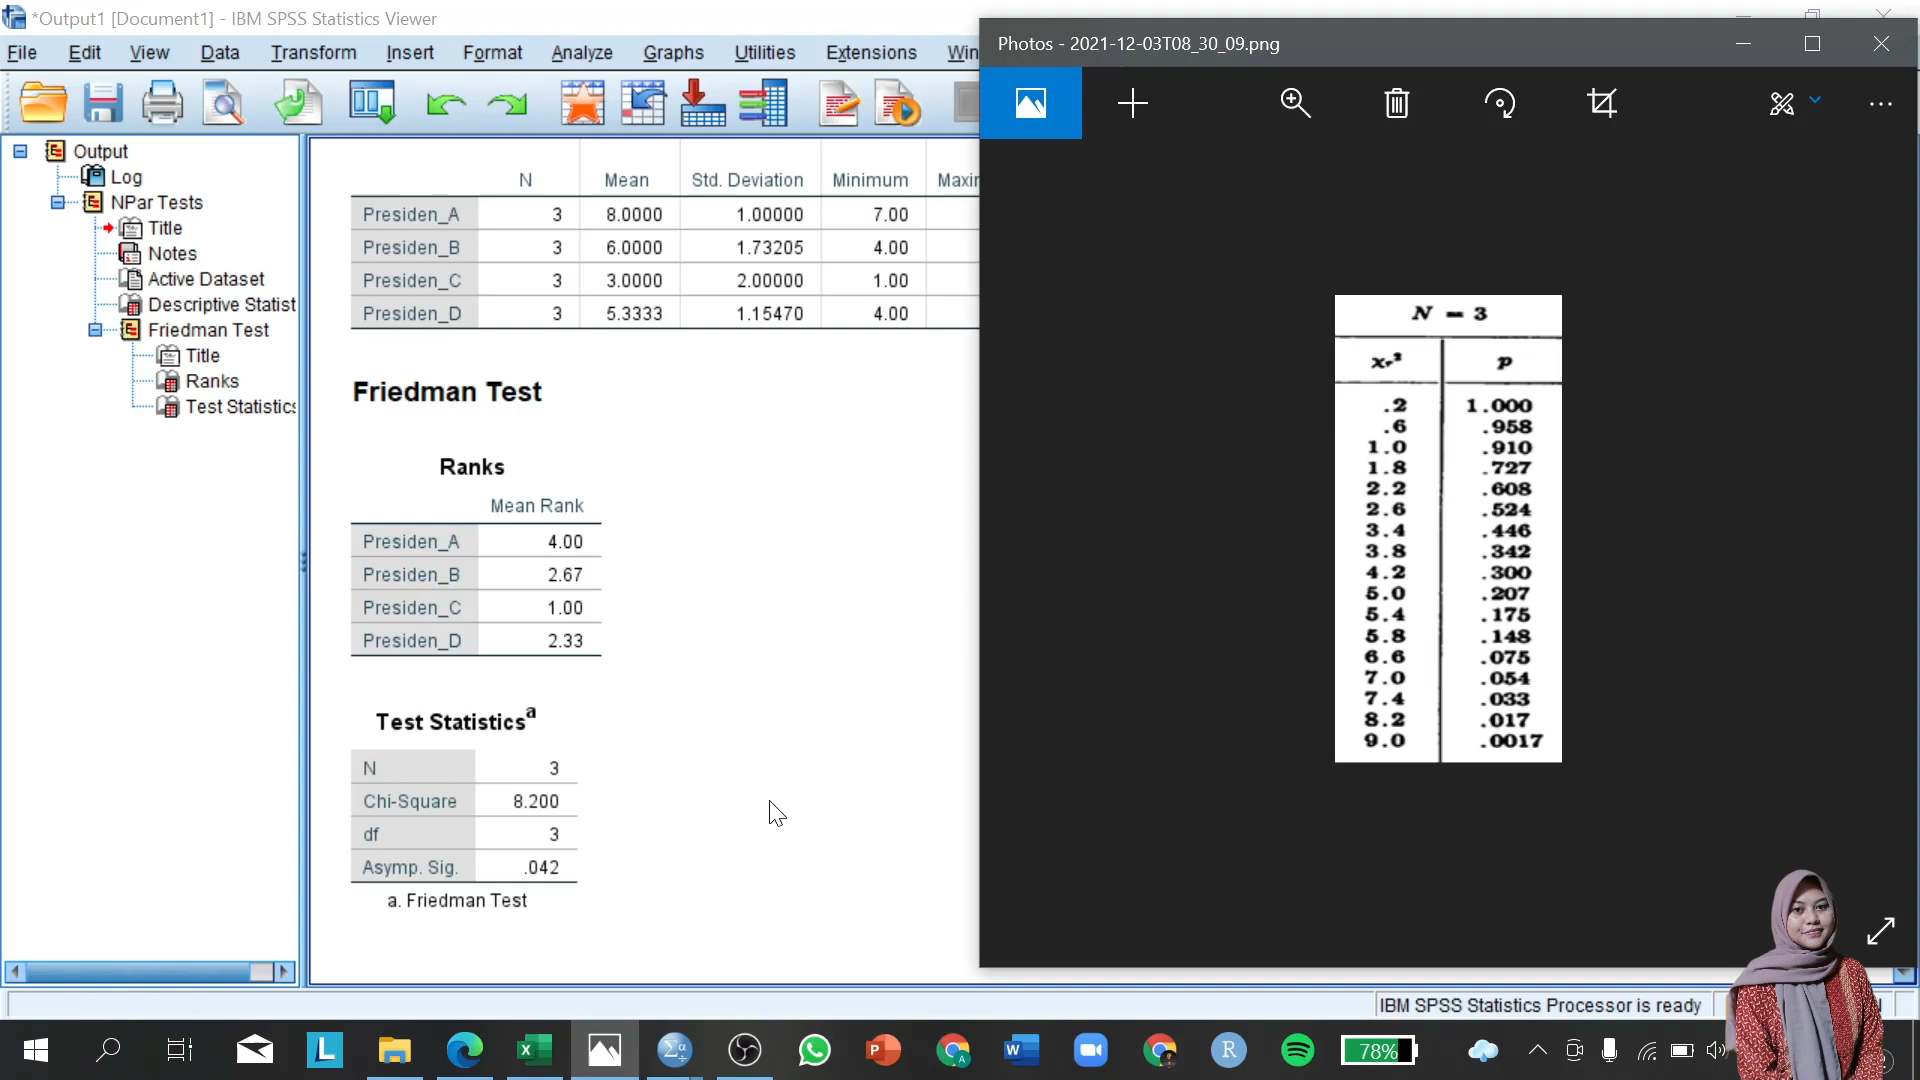 *Output1 [Document1] - IBM SPSS Statistics Viewer
File Edit View Data Transform Insert Format Analyze Graphs Utilities Extensions Win
Output
Log
NPar Tests
Title
Notes
Active Dataset
Descriptive Statist
Friedman Test
Title
Ranks
Test Statistics
N Mean Std. Deviation Minimum Maxin
Presiden_A 3 8.0000 1.00000 7.00
Presiden_B 3 6.0000 1.73205 4.00
Presiden_C 3 3.0000 2.00000 1.00
Presiden_D 3 5.3333 1.15470 4.00
Friedman Test
Ranks
Mean Rank
Presiden_A 4.00
Presiden_B 2.67
Presiden_C 1.00
Presiden_D 2.33
Test Statisticsᵃ
N 3
Chi-Square 8.200
df 3
Asymp. Sig. .042
a. Friedman Test
Photos - 2021-12-03T08_30_09.png
N = 3
χᵣ² p
.2 1.000
.6 .958
1.0 .910
1.8 .727
2.2 .608
2.6 .524
3.4 .446
3.8 .342
4.2 .300
5.0 .207
5.4 .175
5.8 .148
6.6 .075
7.0 .054
7.4 .033
8.2 .017
9.0 .0017
IBM SPSS Statistics Processor is ready
78%